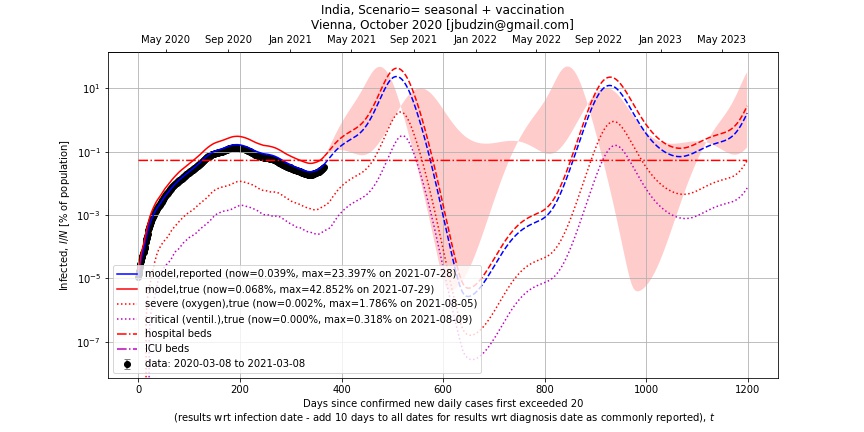 India, Scenario= seasonal + vaccination
Vienna, October 2020 [jbudzin@gmail.com]
May 2020 Sep 2020 Jan 2021 May 2021 Sep 2021 Jan 2022 May 2022 Sep 2022 Jan 2023 May 2023
10¹
10⁻¹
10⁻³
10⁻⁵
10⁻⁷
Infected, I/N [% of population]
model,reported (now=0.039%, max=23.397% on 2021-07-28)
model,true (now=0.068%, max=42.852% on 2021-07-29)
severe (oxygen),true (now=0.002%, max=1.786% on 2021-08-05)
critical (ventil.),true (now=0.000%, max=0.318% on 2021-08-09)
hospital beds
ICU beds
data: 2020-03-08 to 2021-03-08
0 200 400 600 800 1000 1200
Days since confirmed new daily cases first exceeded 20
(results wrt infection date - add 10 days to all dates for results wrt diagnosis date as commonly reported), t